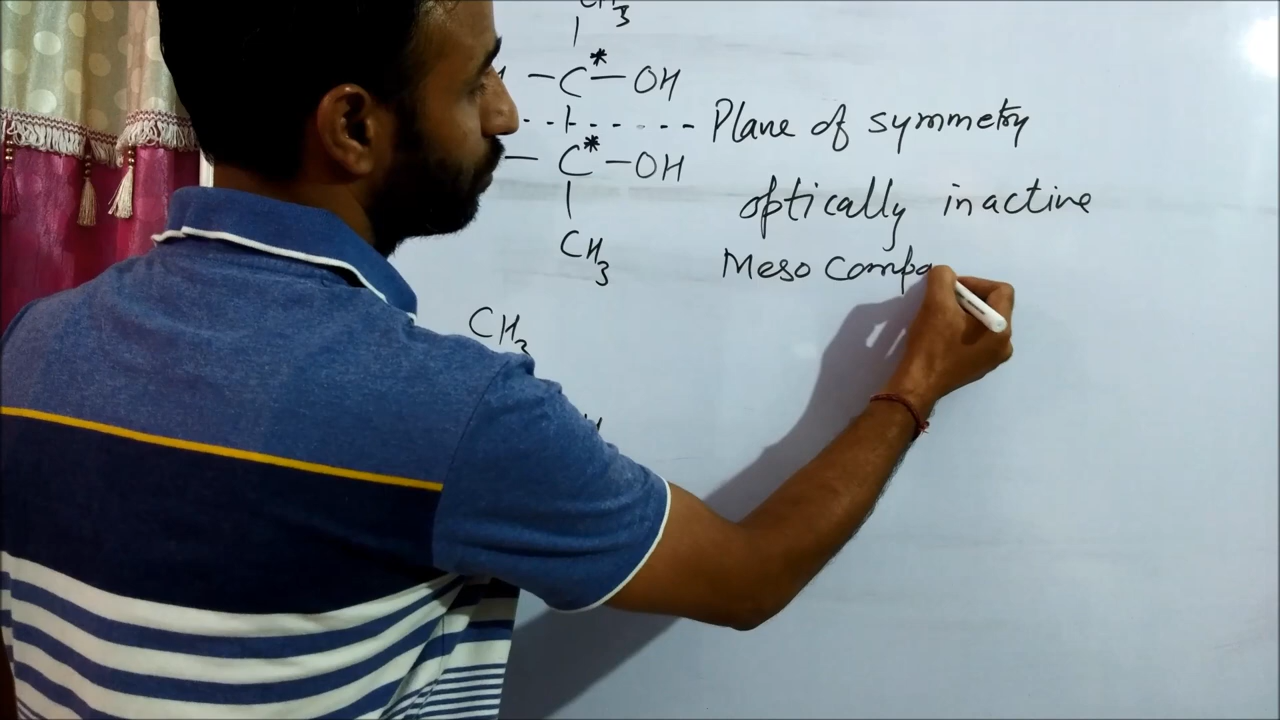 CH3
|
— C* — OH
- - - - - - - Plane of symmetry
— C* — OH
|
optically inactive
CH3
Meso Compo
CH3